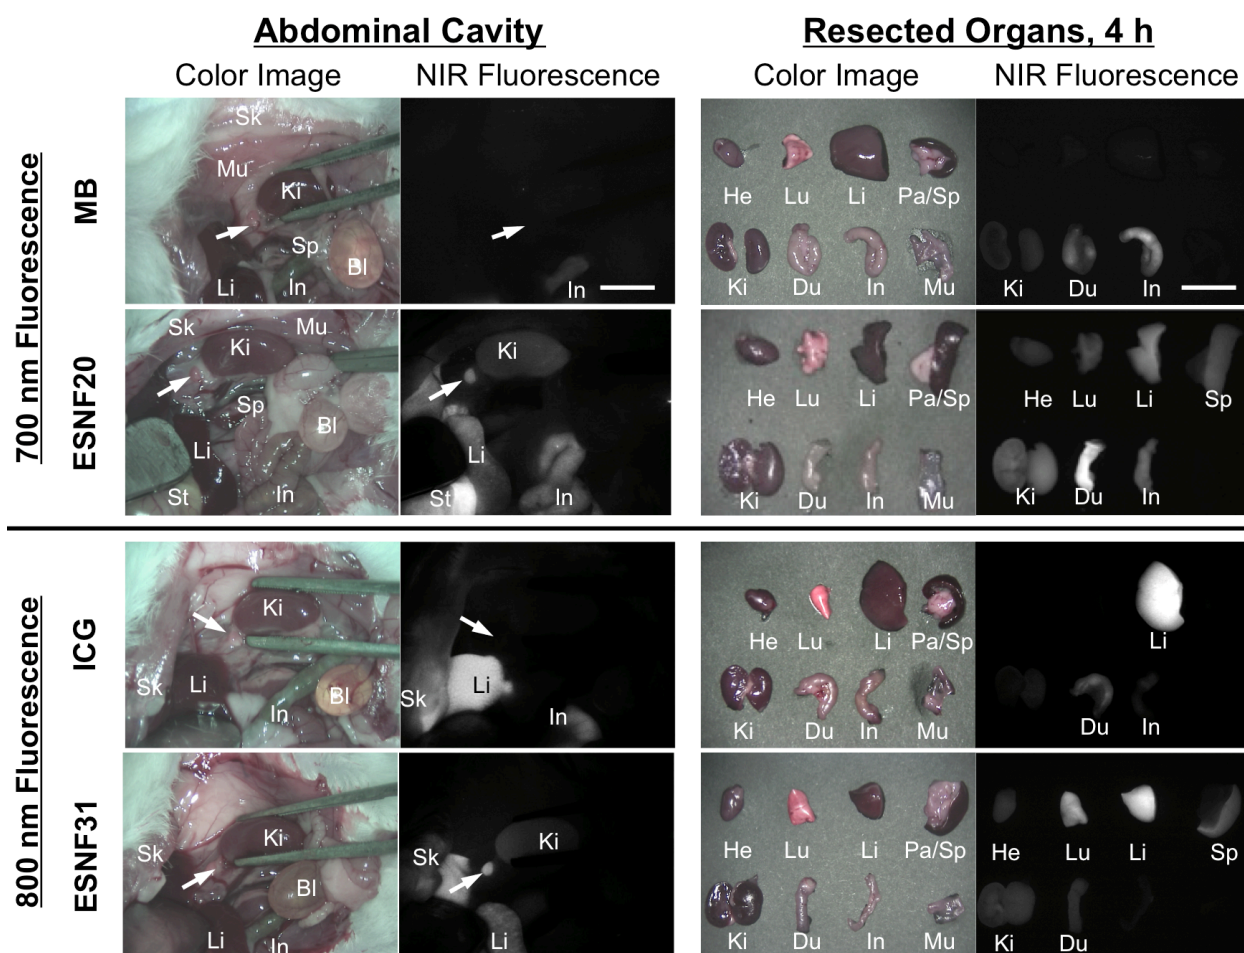 Abdominal Cavity
Resected Organs, 4 h
Color Image
NIR Fluorescence
Color Image
NIR Fluorescence
700 nm Fluorescence
MB
Sk
Mu
Ki
Sp
Bl
Li
In
In
He
Lu
Li
Pa/Sp
Ki
Du
In
Mu
Ki
Du
In
ESNF20
Sk
Mu
Ki
Sp
Bl
Li
St
In
Ki
Li
St
In
He
Lu
Li
Pa/Sp
Ki
Du
In
Mu
He
Lu
Li
Sp
Ki
Du
In
800 nm Fluorescence
ICG
Ki
Sk
Li
Bl
In
Li
Sk
In
He
Lu
Li
Pa/Sp
Ki
Du
In
Mu
Li
Du
In
ESNF31
Ki
Sk
Bl
Li
In
Ki
Sk
Li
He
Lu
Li
Pa/Sp
Ki
Du
In
Mu
He
Lu
Li
Sp
Ki
Du